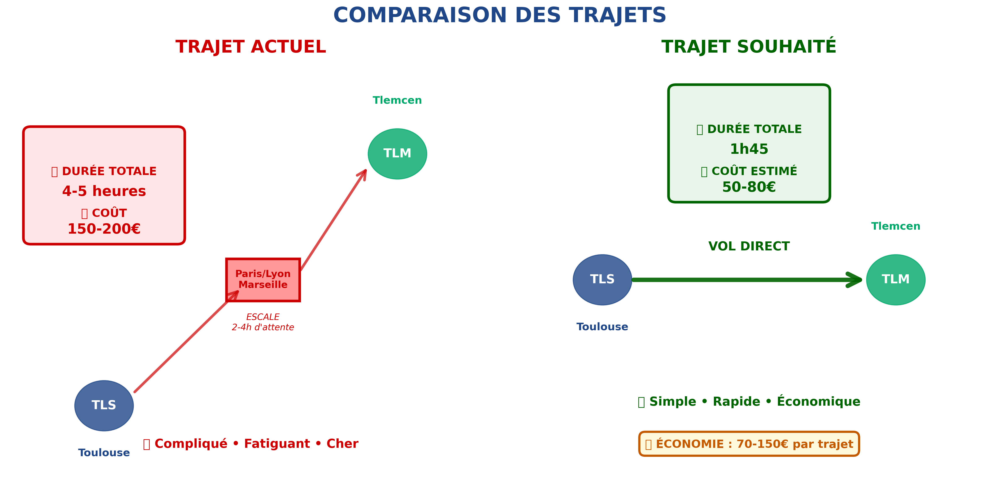 COMPARAISON DES TRAJETS
TRAJET ACTUEL
Tlemcen
TLM
DURÉE TOTALE
4-5 heures
COÛT
150-200€
Paris/Lyon
Marseille
ESCALE
2-4h d'attente
TLS
Toulouse
Compliqué • Fatiguant • Cher
TRAJET SOUHAITÉ
DURÉE TOTALE
1h45
COÛT ESTIMÉ
50-80€
Tlemcen
VOL DIRECT
TLS
TLM
Toulouse
Simple • Rapide • Économique
ÉCONOMIE : 70-150€ par trajet